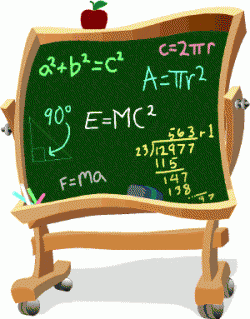 c=2πr
a²+b²=c²
A=πr²
90°
E=MC²
563 r1
23)12977
115
147
138
F=ma